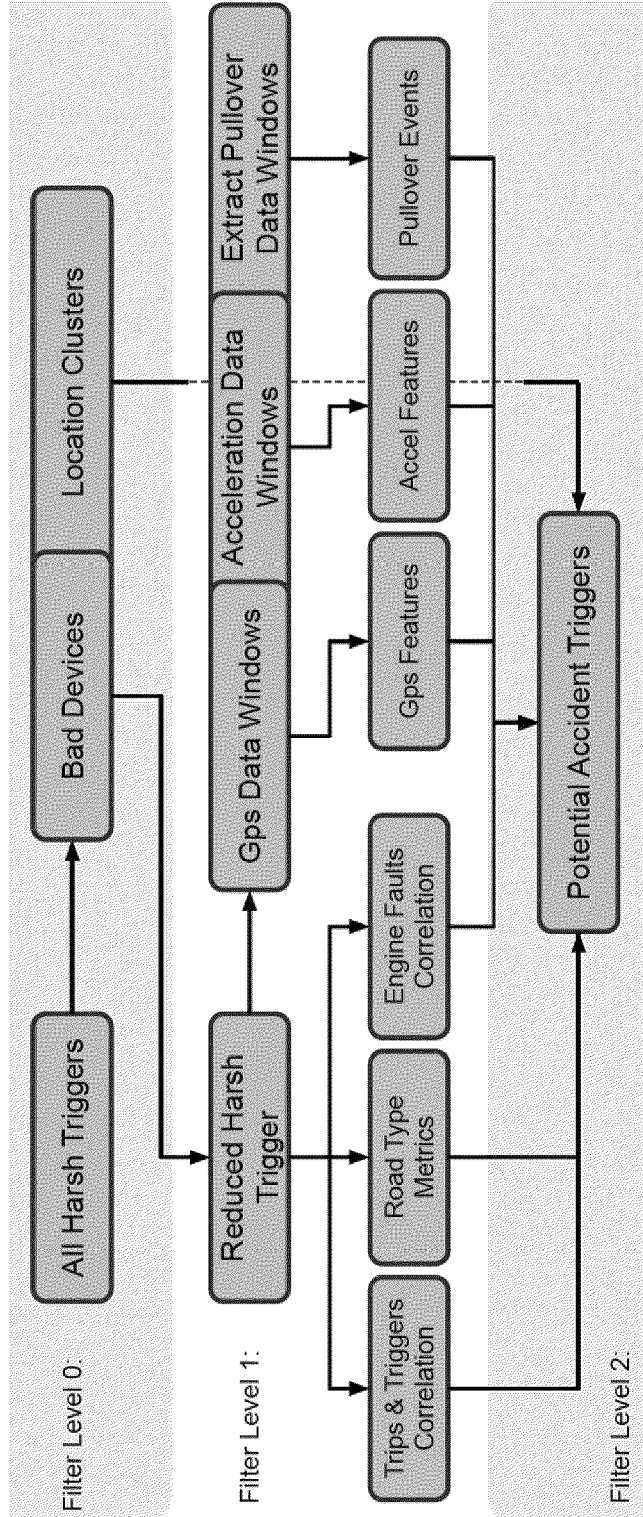 Filter Level 0:
All Harsh Triggers
Bad Devices
Location Clusters
Filter Level 1:
Reduced Harsh
Trigger
Gps Data Windows
Acceleration Data
Windows
Extract Pullover
Data Windows
Trips & Triggers
Correlation
Road Type
Metrics
Engine Faults
Correlation
Gps Features
Accel Features
Pullover Events
Filter Level 2:
Potential Accident Triggers